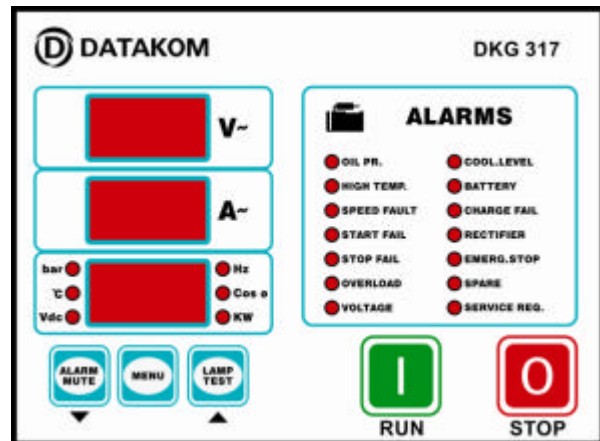 D DATAKOM
DKG 317
V~
A~
bar
°C
Vdc
Hz
Cos ø
KW
ALARM
MUTE
MENU
LAMP
TEST
ALARMS
OIL PR.
HIGH TEMP.
SPEED FAULT
START FAIL
STOP FAIL
OVERLOAD
VOLTAGE
COOL.LEVEL
BATTERY
CHARGE FAIL
RECTIFIER
EMERG.STOP
SPARE
SERVICE REQ.
I
RUN
O
STOP